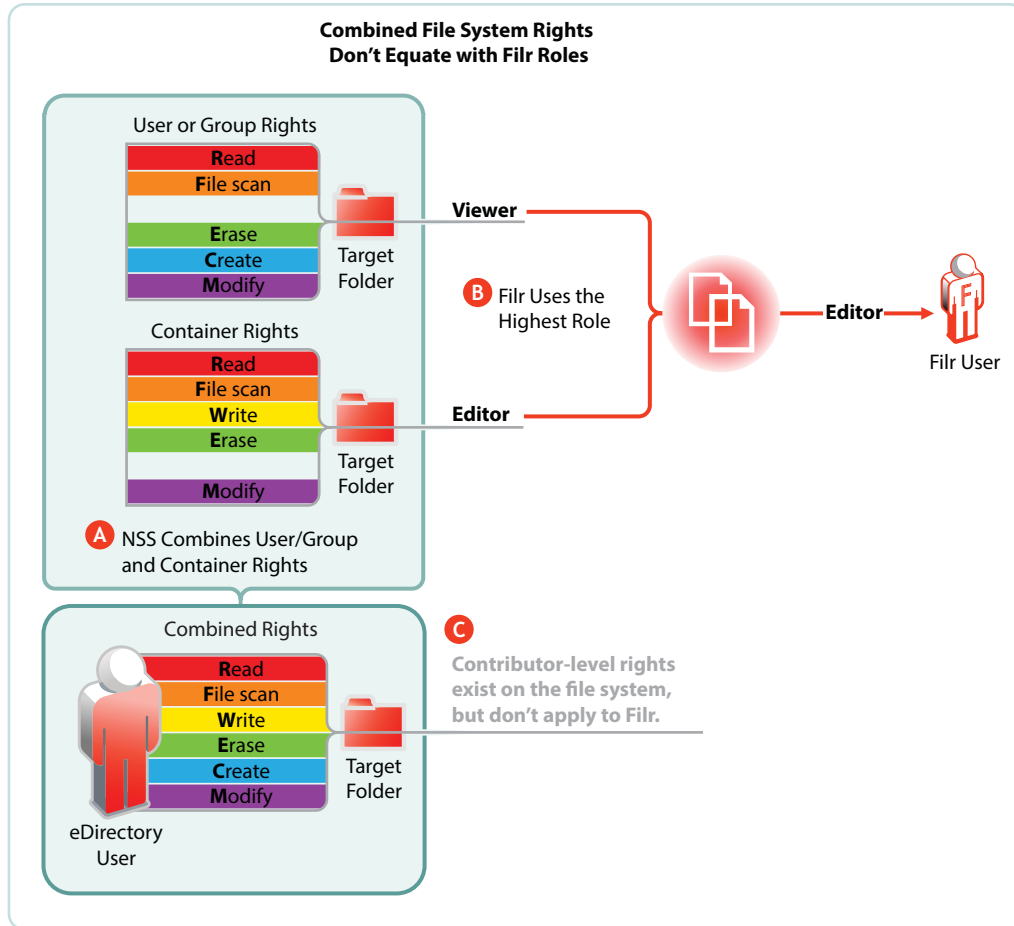 Combined File System Rights
Don’t Equate with Filr Roles
User or Group Rights
Read
File scan
Erase
Create
Modify
Target
Folder
Viewer
Container Rights
Read
File scan
Write
Erase
Modify
Target
Folder
Editor
B Filr Uses the
Highest Role
Editor
Filr User
A NSS Combines User/Group
and Container Rights
Combined Rights
Read
File scan
Write
Erase
Create
Modify
Target
Folder
eDirectory
User
C
Contributor-level rights
exist on the file system,
but don’t apply to Filr.